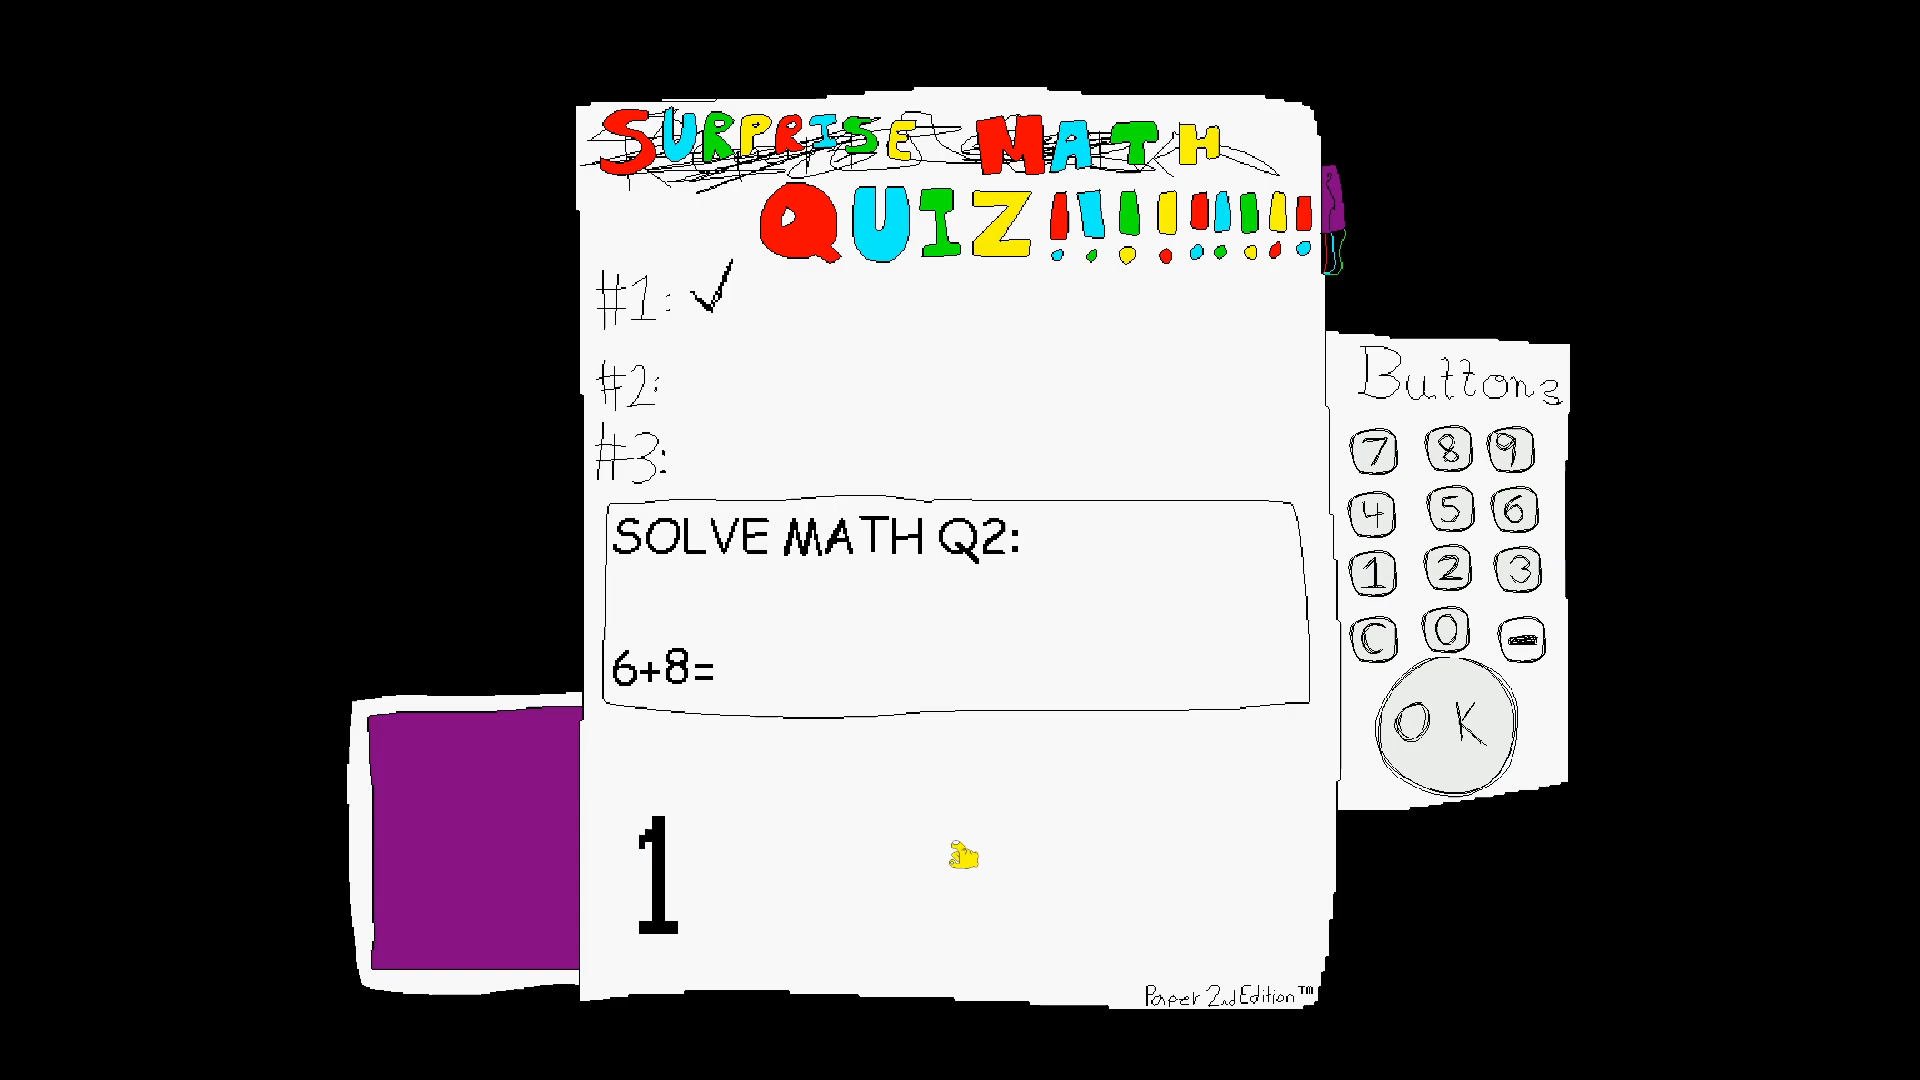 SURPRISE MATH
QUIZ!!!!!!!!!
#1: ✓
#2:
#3:
SOLVE MATH Q2:
6+8=
1
Paper 2nd Edition™
Buttons
7 8 9
4 5 6
1 2 3
C 0 -
OK